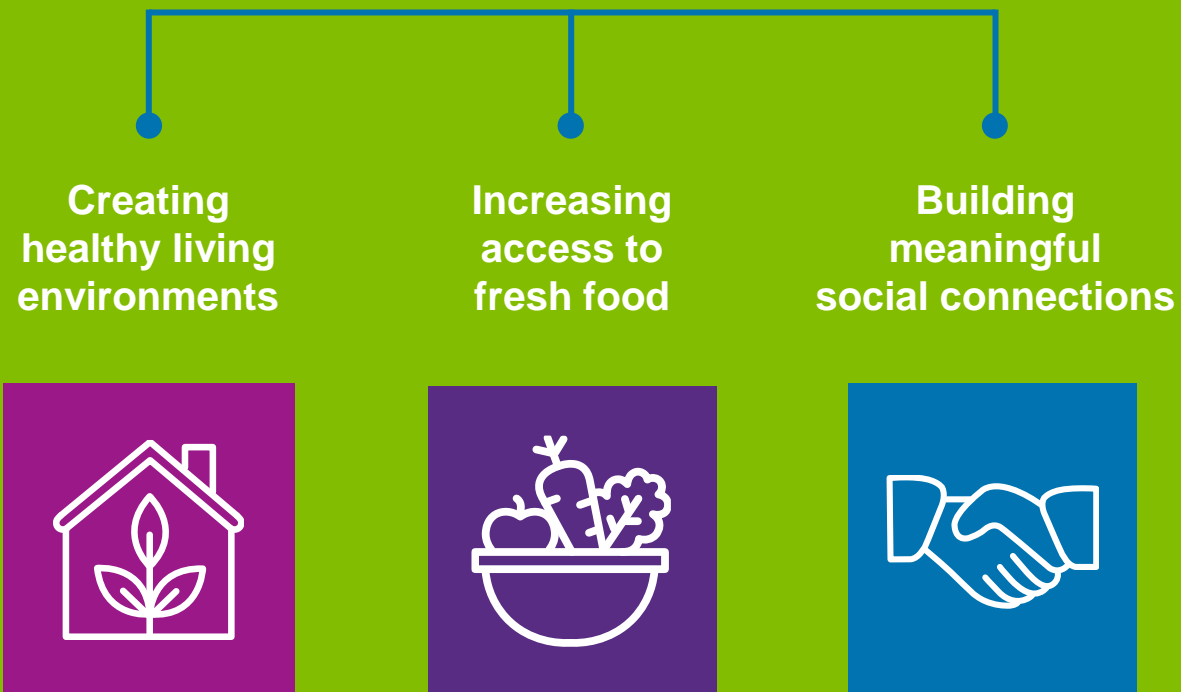 Creating
healthy living
environments
Increasing
access to
fresh food
Building
meaningful
social connections